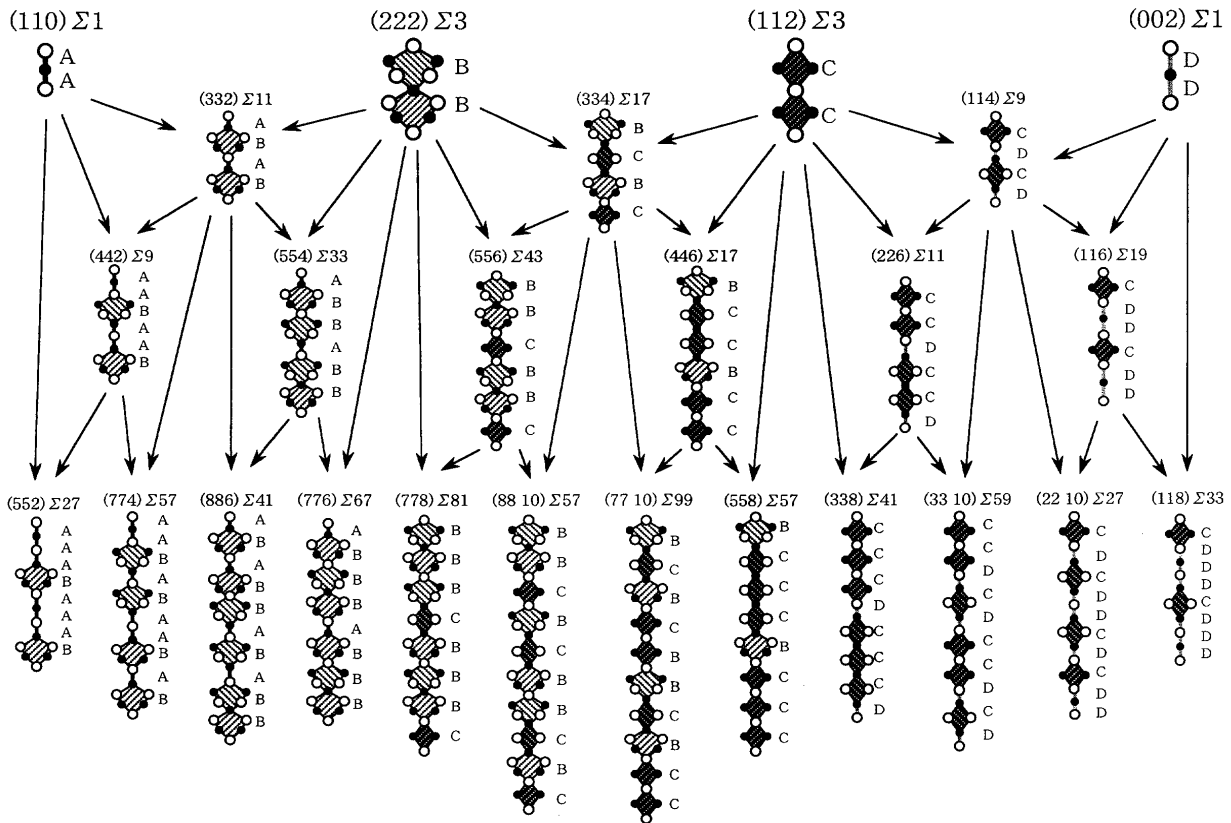 (110) Σ1
A
A
(222) Σ3
B
B
(112) Σ3
C
C
(002) Σ1
D
D
(332) Σ11
A
B
A
B
(334) Σ17
B
C
B
C
(114) Σ9
C
D
C
D
(442) Σ9
A
A
B
A
A
B
(554) Σ33
A
B
B
A
B
B
(556) Σ43
B
B
C
B
B
C
(446) Σ17
B
C
C
B
C
C
(226) Σ11
C
C
D
C
C
D
(116) Σ19
C
D
D
C
D
D
(552) Σ27
A
A
A
B
A
A
A
B
(774) Σ57
A
A
B
A
B
A
A
B
A
B
(886) Σ41
A
B
A
B
B
A
B
A
B
B
(776) Σ67
A
B
B
B
A
B
B
B
(778) Σ81
B
B
B
C
B
B
B
C
(88 10) Σ57
B
B
C
B
C
B
B
C
B
C
(77 10) Σ99
B
C
B
C
C
B
C
B
C
C
(558) Σ57
B
C
C
C
B
C
C
C
(338) Σ41
C
C
C
D
C
C
C
D
(33 10) Σ59
C
C
D
C
D
C
C
D
C
D
(22 10) Σ27
C
D
C
D
D
C
D
C
D
D
(118) Σ33
C
D
D
D
C
D
D
D